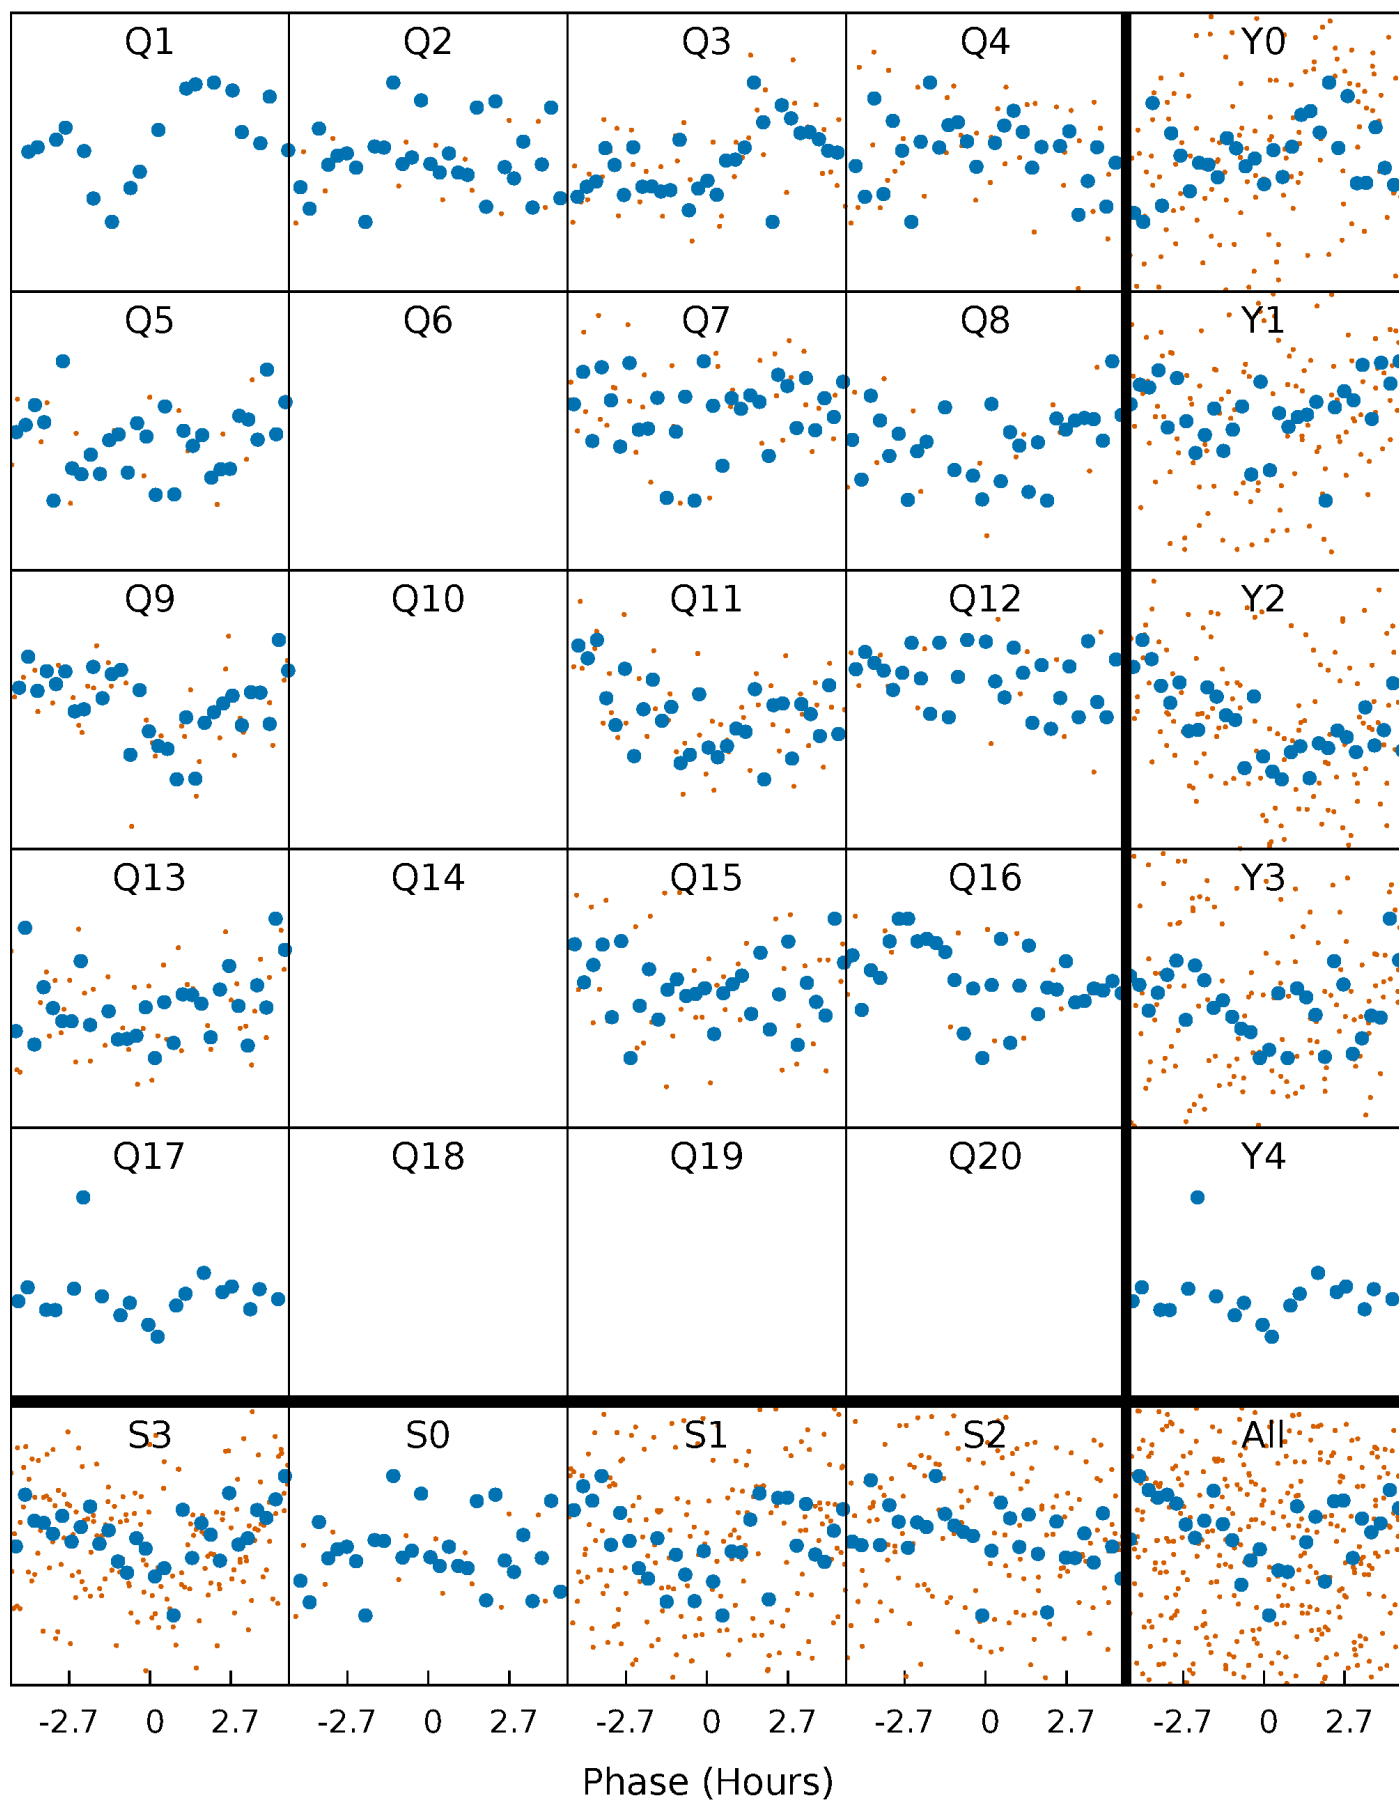 Q1 Q2 Q3 Q4 Y0
Q5 Q6 Q7 Q8 Y1
Q9 Q10 Q11 Q12 Y2
Q13 Q14 Q15 Q16 Y3
Q17 Q18 Q19 Q20 Y4
S3 S0 S1 S2 All
-2.7 0 2.7 -2.7 0 2.7 -2.7 0 2.7 -2.7 0 2.7 -2.7 0 2.7
Phase (Hours)